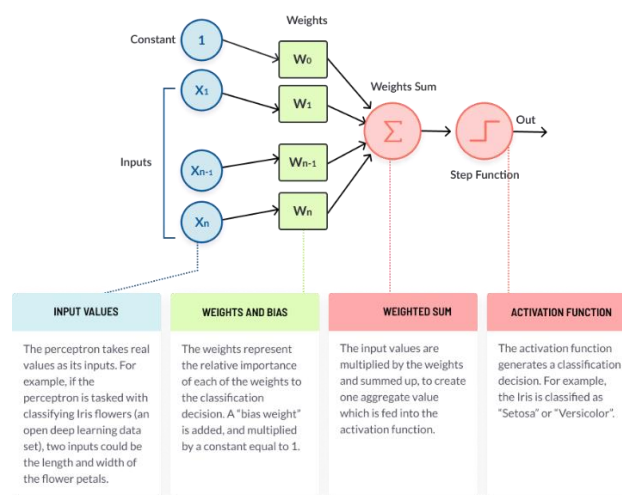 Weights
Constant
1
W0
Weights Sum
X1
W1
Σ
Out
Inputs
Xn-1
Wn-1
Step Function
Xn
Wn
INPUT VALUES
The perceptron takes real
values as its inputs. For
example, if the
perceptron is tasked with
classifying Iris flowers (an
open deep learning data
set), two inputs could be
the length and width of
the flower petals.
WEIGHTS AND BIAS
The weights represent
the relative importance
of each of the weights to
the classification
decision. A "bias weight"
is added, and multiplied
by a constant equal to 1.
WEIGHTED SUM
The input values are
multiplied by the weights
and summed up, to create
one aggregate value
which is fed into the
activation function.
ACTIVATION FUNCTION
The activation function
generates a classification
decision. For example,
the Iris is classified as
"Setosa" or "Versicolor".